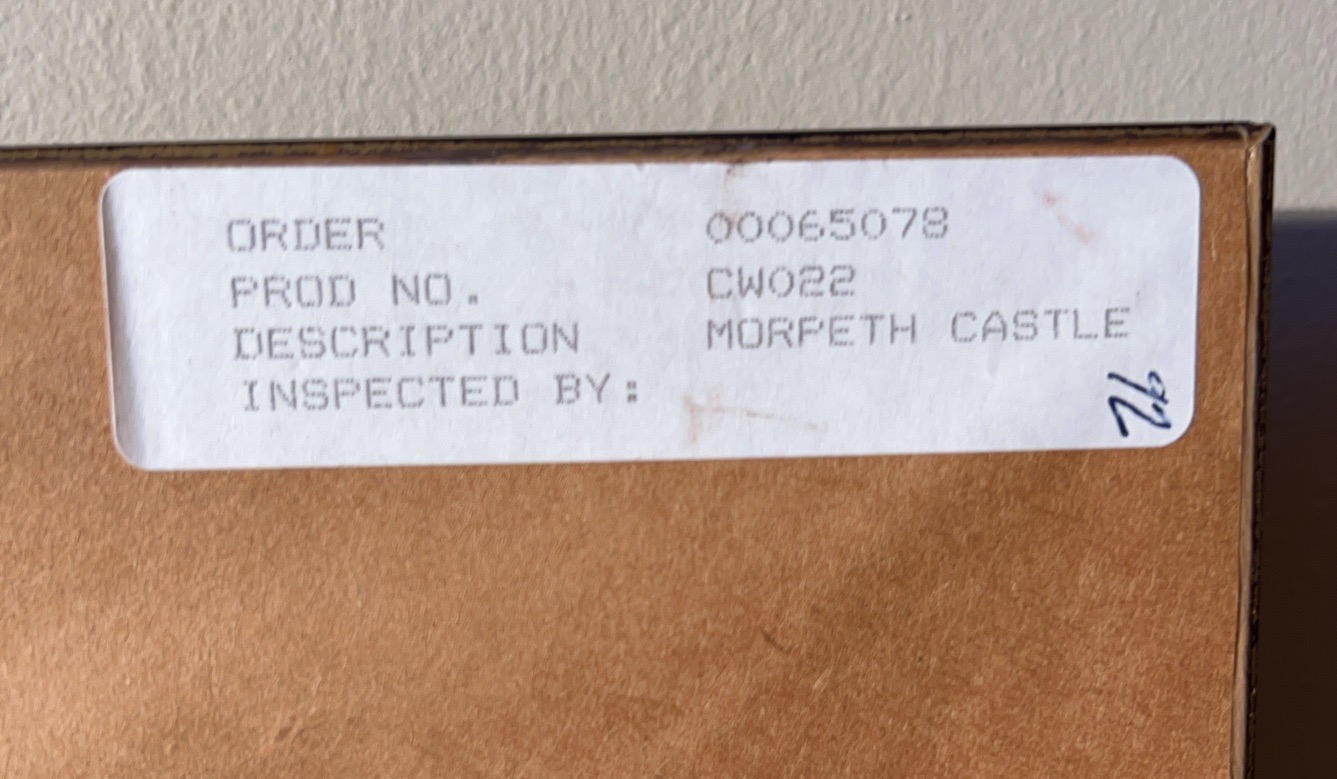 ORDER 00065078
PROD NO. CW022
DESCRIPTION MORPETH CASTLE
INSPECTED BY: